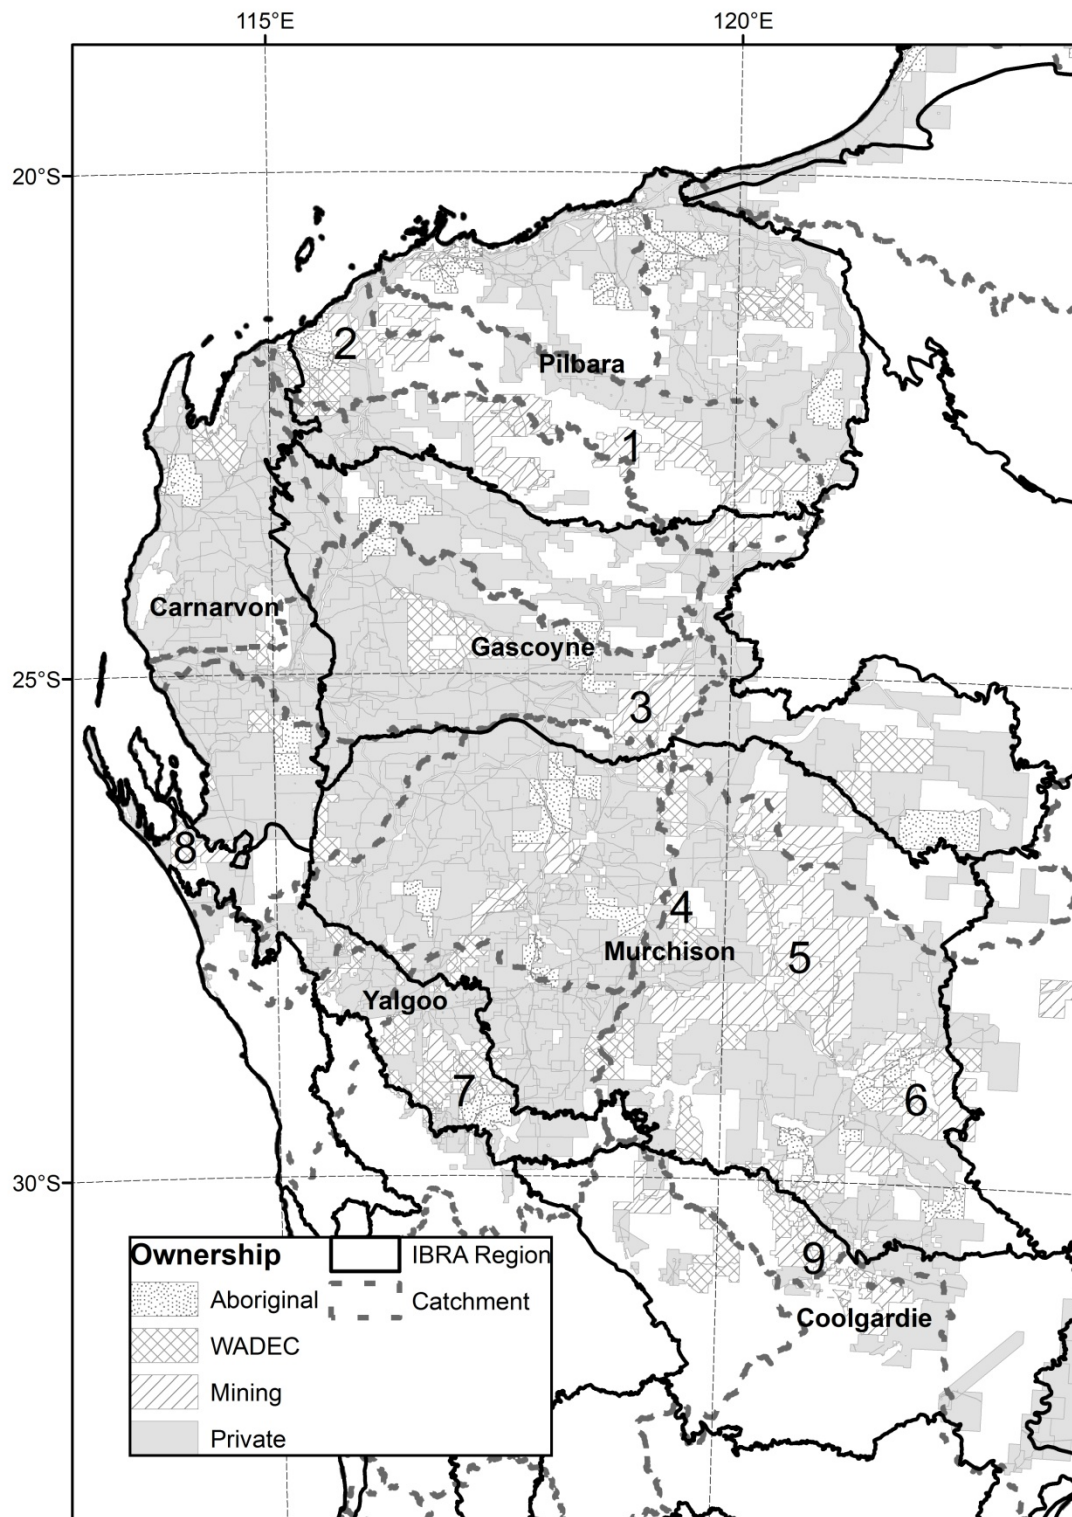 115°E 120°E
20°S
2
Pilbara
1
Carnarvon
Gascoyne
25°S
3
8
4
Murchison
5
Yalgoo
7
6
30°S
9
Coolgardie
Ownership
IBRA Region
Aboriginal
Catchment
WADEC
Mining
Private